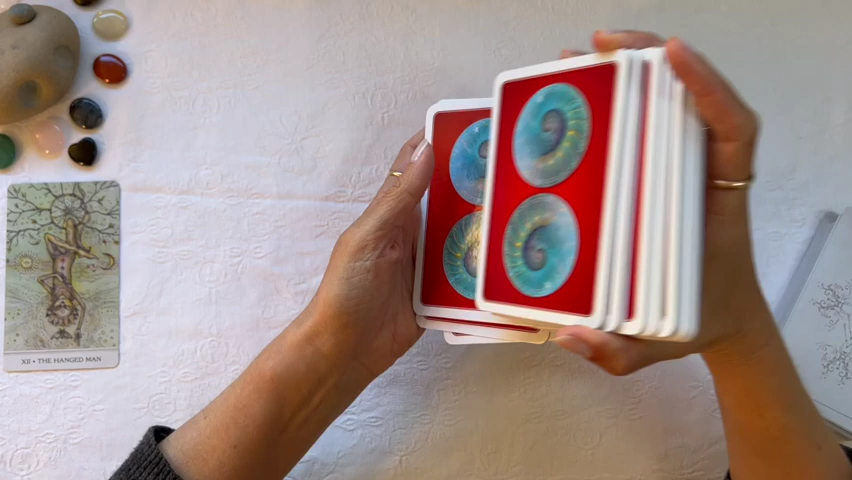 XII • THE HANGED MAN